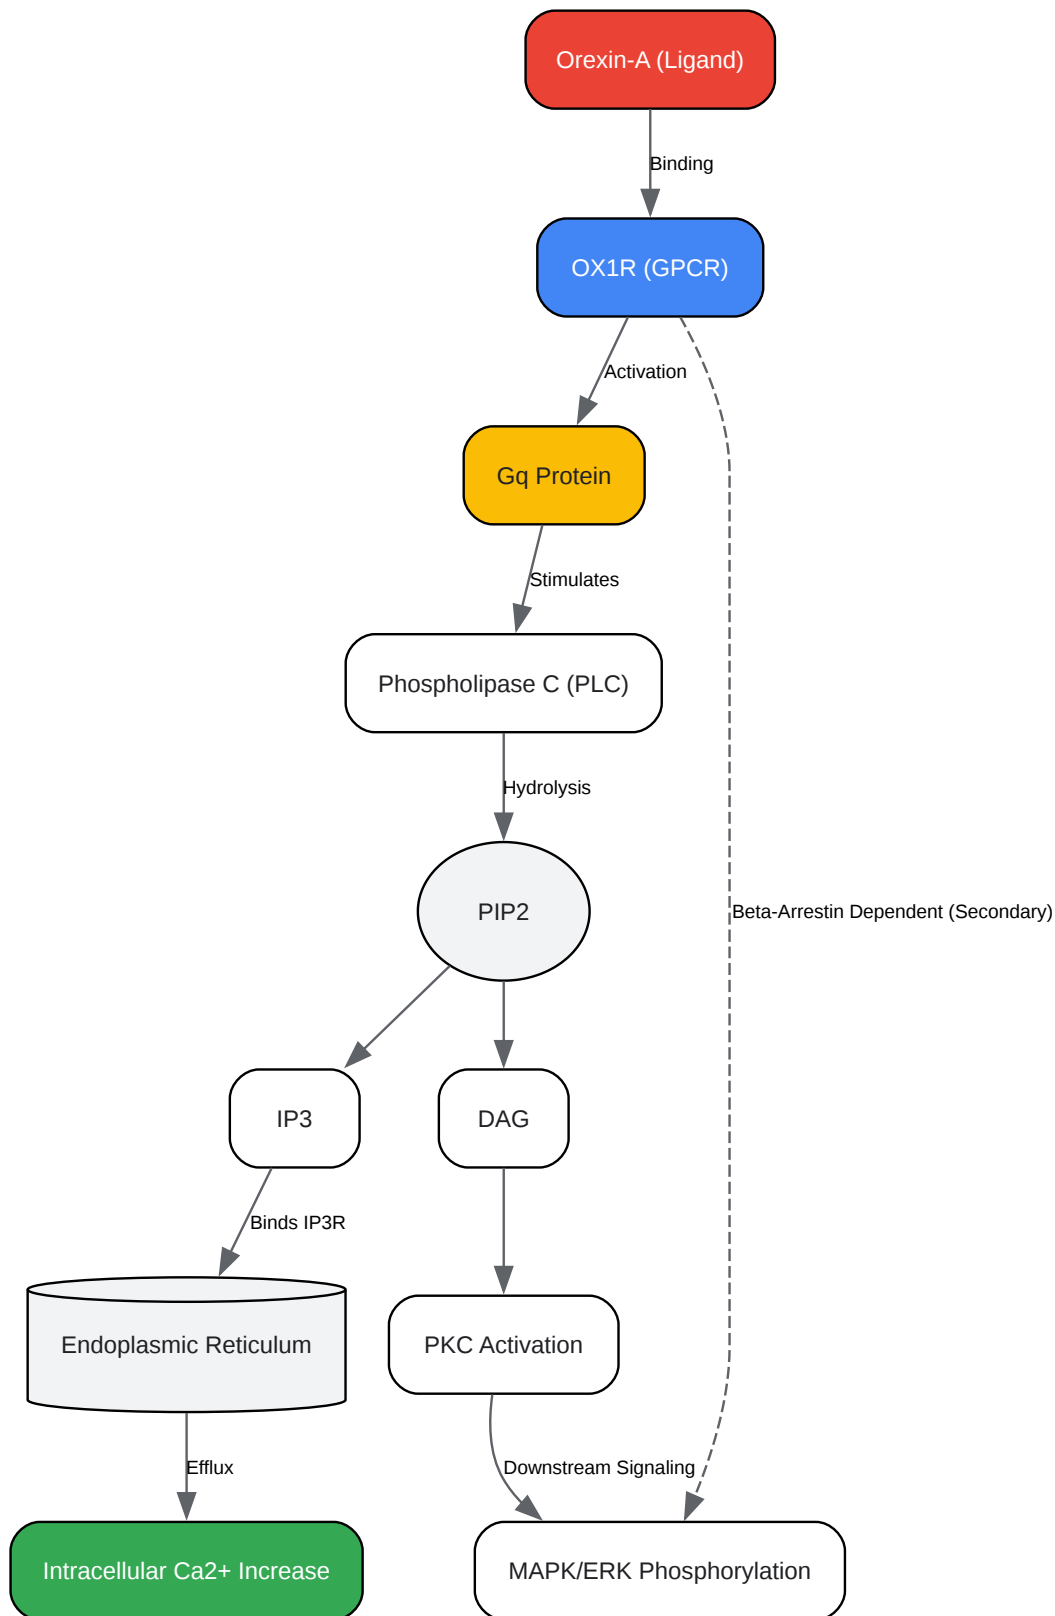 Orexin-A (Ligand)
Binding
OX1R (GPCR)
Activation
Gq Protein
Stimulates
Phospholipase C (PLC)
Hydrolysis
PIP2
Beta-Arrestin Dependent (Secondary)
IP3
DAG
Binds IP3R
Endoplasmic Reticulum
PKC Activation
Efflux
Downstream Signaling
Intracellular Ca2+ Increase
MAPK/ERK Phosphorylation